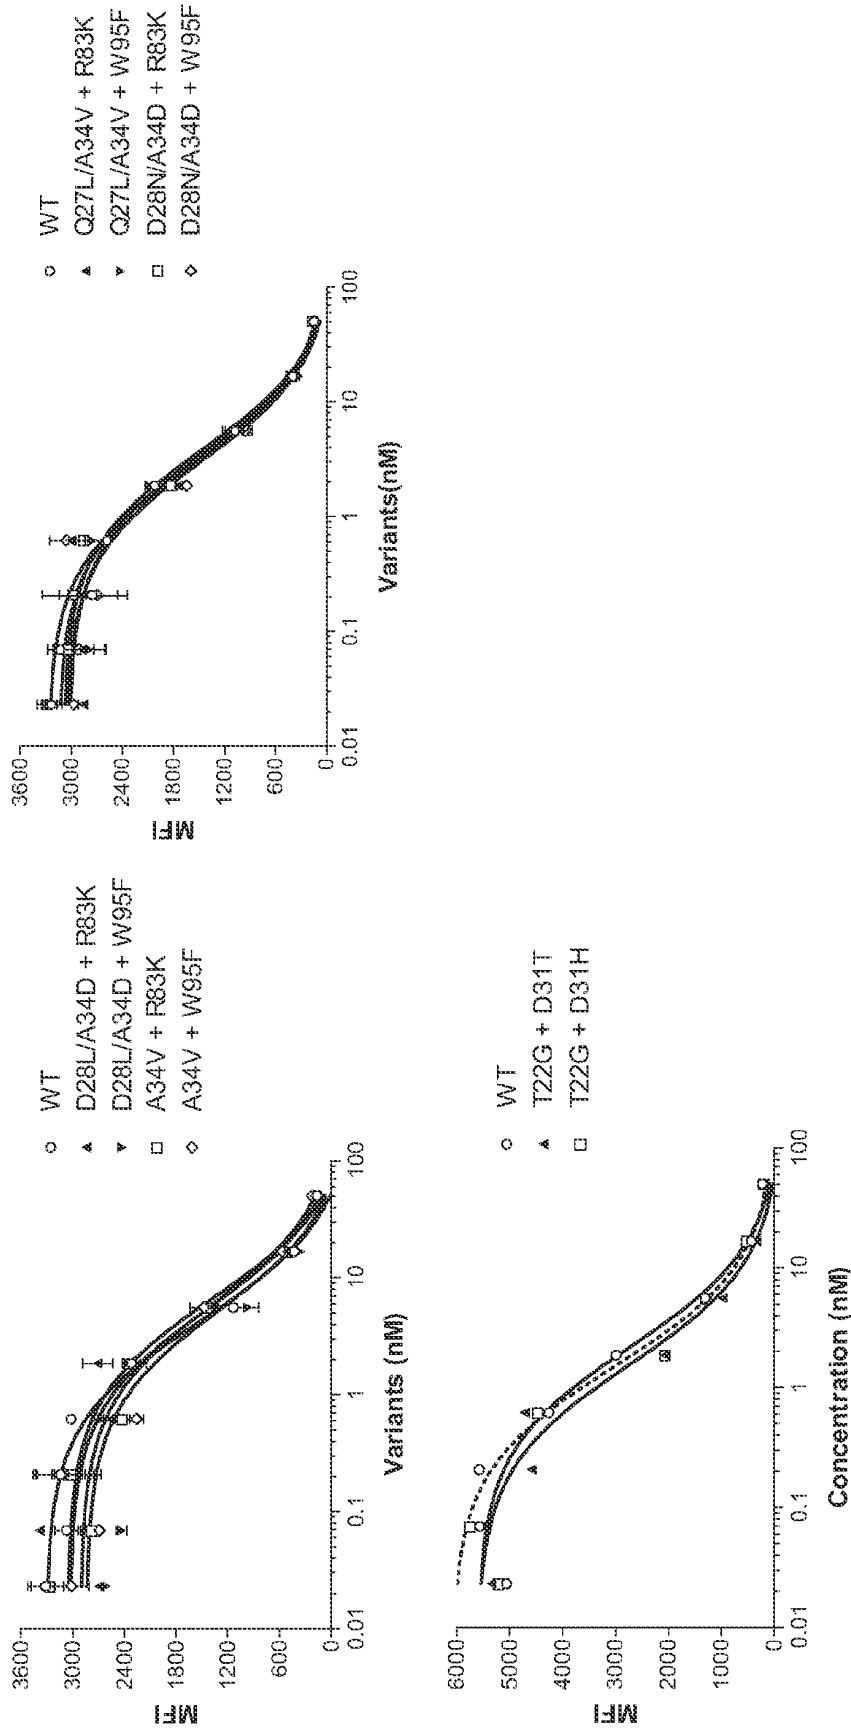 3600
3000
2400
1800
1200
600
0
MFI
0.01
0.1
1
10
100
Variants (nM)
WT
D28L/A34D + R83K
D28L/A34D + W95F
A34V + R83K
A34V + W95F
3600
3000
2400
1800
1200
600
0
MFI
0.01
0.1
1
10
100
Variants(nM)
WT
Q27L/A34V + R83K
Q27L/A34V + W95F
D28N/A34D + R83K
D28N/A34D + W95F
6000
5000
4000
3000
2000
1000
0
MFI
0.01
0.1
1
10
100
Concentration (nM)
WT
T22G + D31T
T22G + D31H